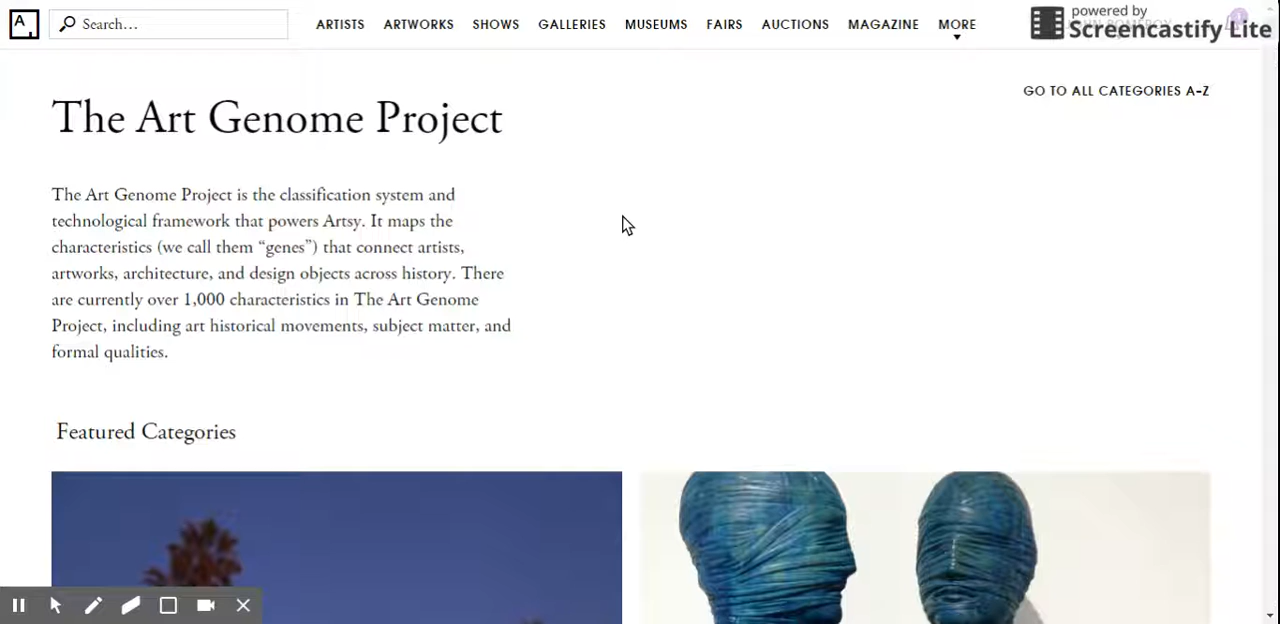 A
Search...
ARTISTS ARTWORKS SHOWS GALLERIES MUSEUMS FAIRS AUCTIONS MAGAZINE MORE
powered by
Screencastify Lite
GO TO ALL CATEGORIES A–Z
The Art Genome Project
The Art Genome Project is the classification system and
technological framework that powers Artsy. It maps the
characteristics (we call them “genes”) that connect artists,
artworks, architecture, and design objects across history. There
are currently over 1,000 characteristics in The Art Genome
Project, including art historical movements, subject matter, and
formal qualities.
Featured Categories